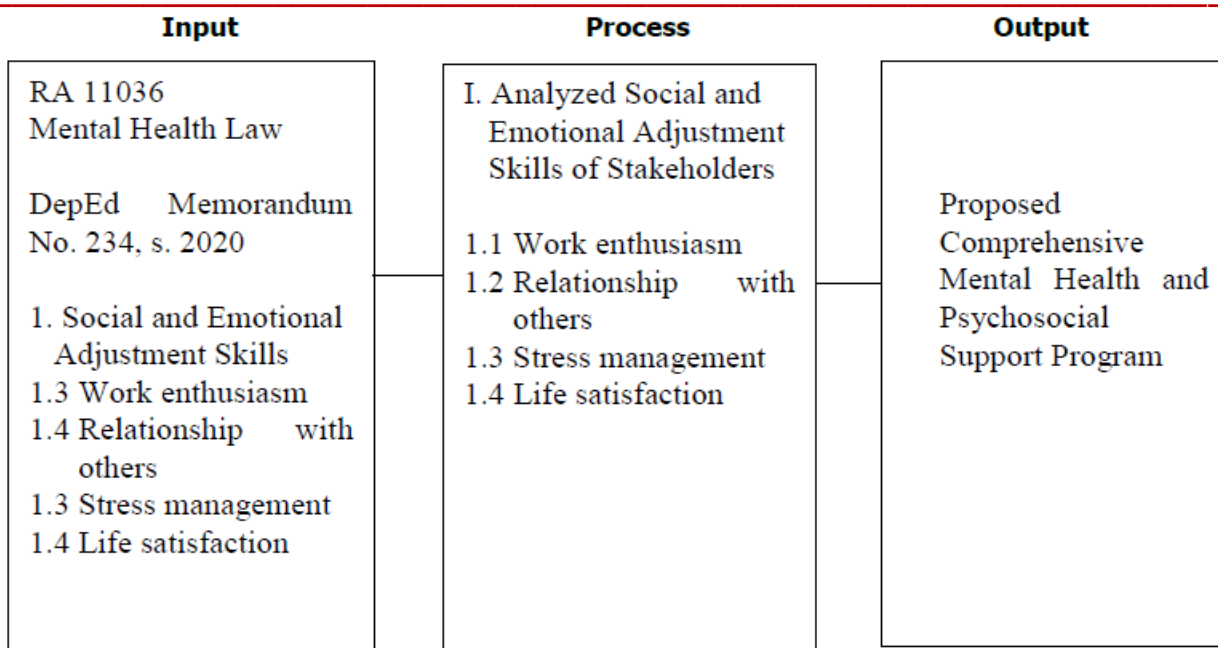 Input
RA 11036
Mental Health Law
DepEd Memorandum
No. 234, s. 2020
1. Social and Emotional
Adjustment Skills
1.3 Work enthusiasm
1.4 Relationship with
others
1.3 Stress management
1.4 Life satisfaction
Process
I. Analyzed Social and
Emotional Adjustment
Skills of Stakeholders
1.1 Work enthusiasm
1.2 Relationship with
others
1.3 Stress management
1.4 Life satisfaction
Output
Proposed
Comprehensive
Mental Health and
Psychosocial
Support Program